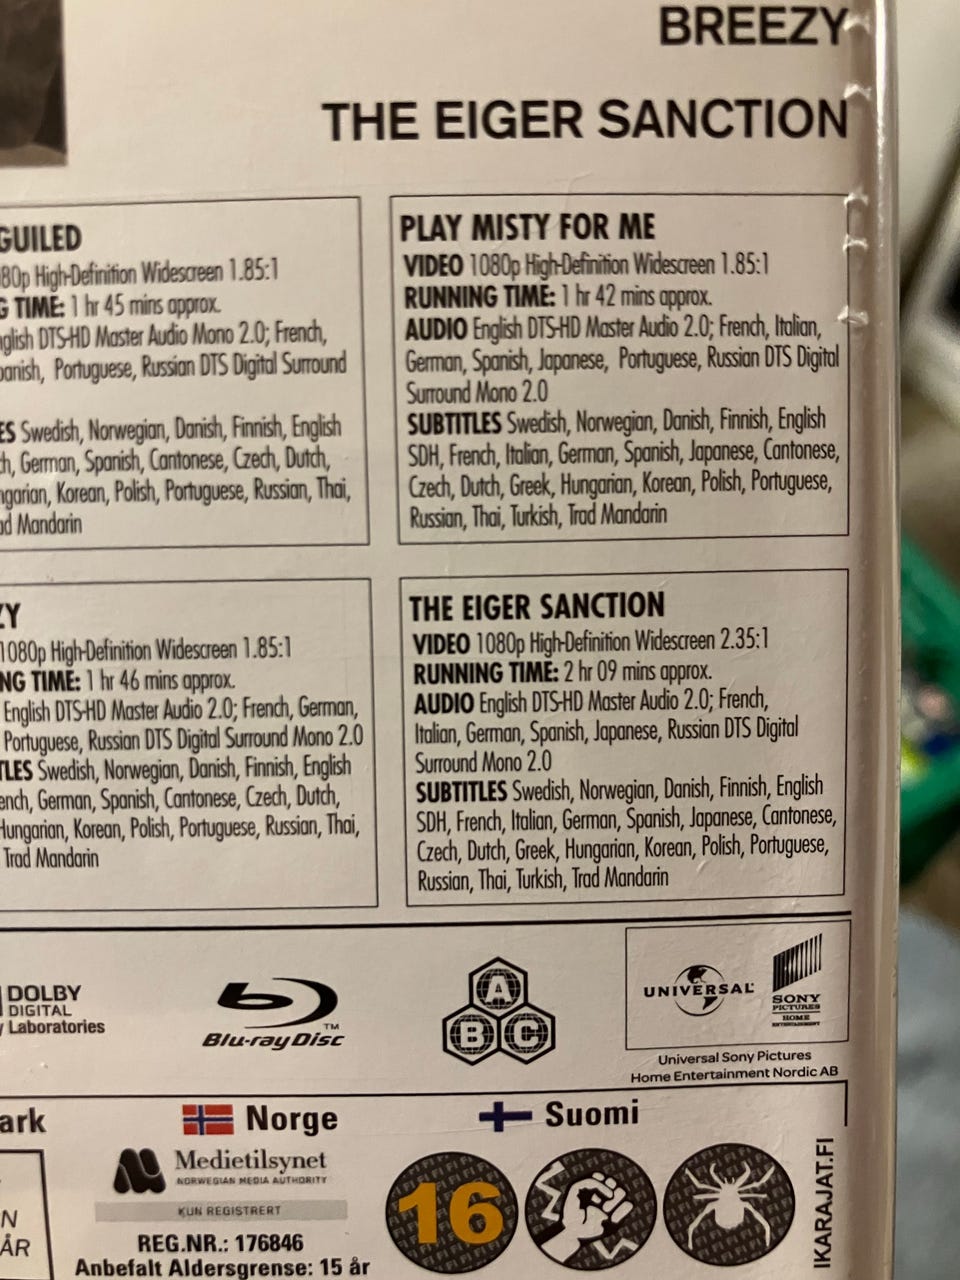 BREEZY
THE EIGER SANCTION
GUILED
80p High-Definition Widescreen 1.85:1
G TIME: 1 hr 45 mins approx.
glish DTS-HD Master Audio Mono 2.0; French,
panish, Portuguese, Russian DTS Digital Surround
ES Swedish, Norwegian, Danish, Finnish, English
ch, German, Spanish, Cantonese, Czech, Dutch,
ngarian, Korean, Polish, Portuguese, Russian, Thai,
ad Mandarin
PLAY MISTY FOR ME
VIDEO 1080p High-Definition Widescreen 1.85:1
RUNNING TIME: 1 hr 42 mins approx.
AUDIO English DTS-HD Master Audio 2.0; French, Italian,
German, Spanish, Japanese, Portuguese, Russian DTS Digital
Surround Mono 2.0
SUBTITLES Swedish, Norwegian, Danish, Finnish, English
SDH, French, Italian, German, Spanish, Japanese, Cantonese,
Czech, Dutch, Greek, Hungarian, Korean, Polish, Portuguese,
Russian, Thai, Turkish, Trad Mandarin
ZY
1080p High-Definition Widescreen 1.85:1
NG TIME: 1 hr 46 mins approx.
English DTS-HD Master Audio 2.0; French, German,
Portuguese, Russian DTS Digital Surround Mono 2.0
TLES Swedish, Norwegian, Danish, Finnish, English
ench, German, Spanish, Cantonese, Czech, Dutch,
Hungarian, Korean, Polish, Portuguese, Russian, Thai,
Trad Mandarin
THE EIGER SANCTION
VIDEO 1080p High-Definition Widescreen 2.35:1
RUNNING TIME: 2 hr 09 mins approx.
AUDIO English DTS-HD Master Audio 2.0; French,
Italian, German, Spanish, Japanese, Russian DTS Digital
Surround Mono 2.0
SUBTITLES Swedish, Norwegian, Danish, Finnish, English
SDH, French, Italian, German, Spanish, Japanese, Cantonese,
Czech, Dutch, Greek, Hungarian, Korean, Polish, Portuguese,
Russian, Thai, Turkish, Trad Mandarin
DOLBY
DIGITAL
Laboratories
Blu-ray Disc™
A
B C
UNIVERSAL
SONY
PICTURES
HOME
ENTERTAINMENT
Universal Sony Pictures
Home Entertainment Nordic AB
ark
Norge
Suomi
Medietilsynet
NORWEGIAN MEDIA AUTHORITY
KUN REGISTRERT
REG.NR.: 176846
Anbefalt Aldersgrense: 15 år
N
ÅR
16
IKARAJAT.FI